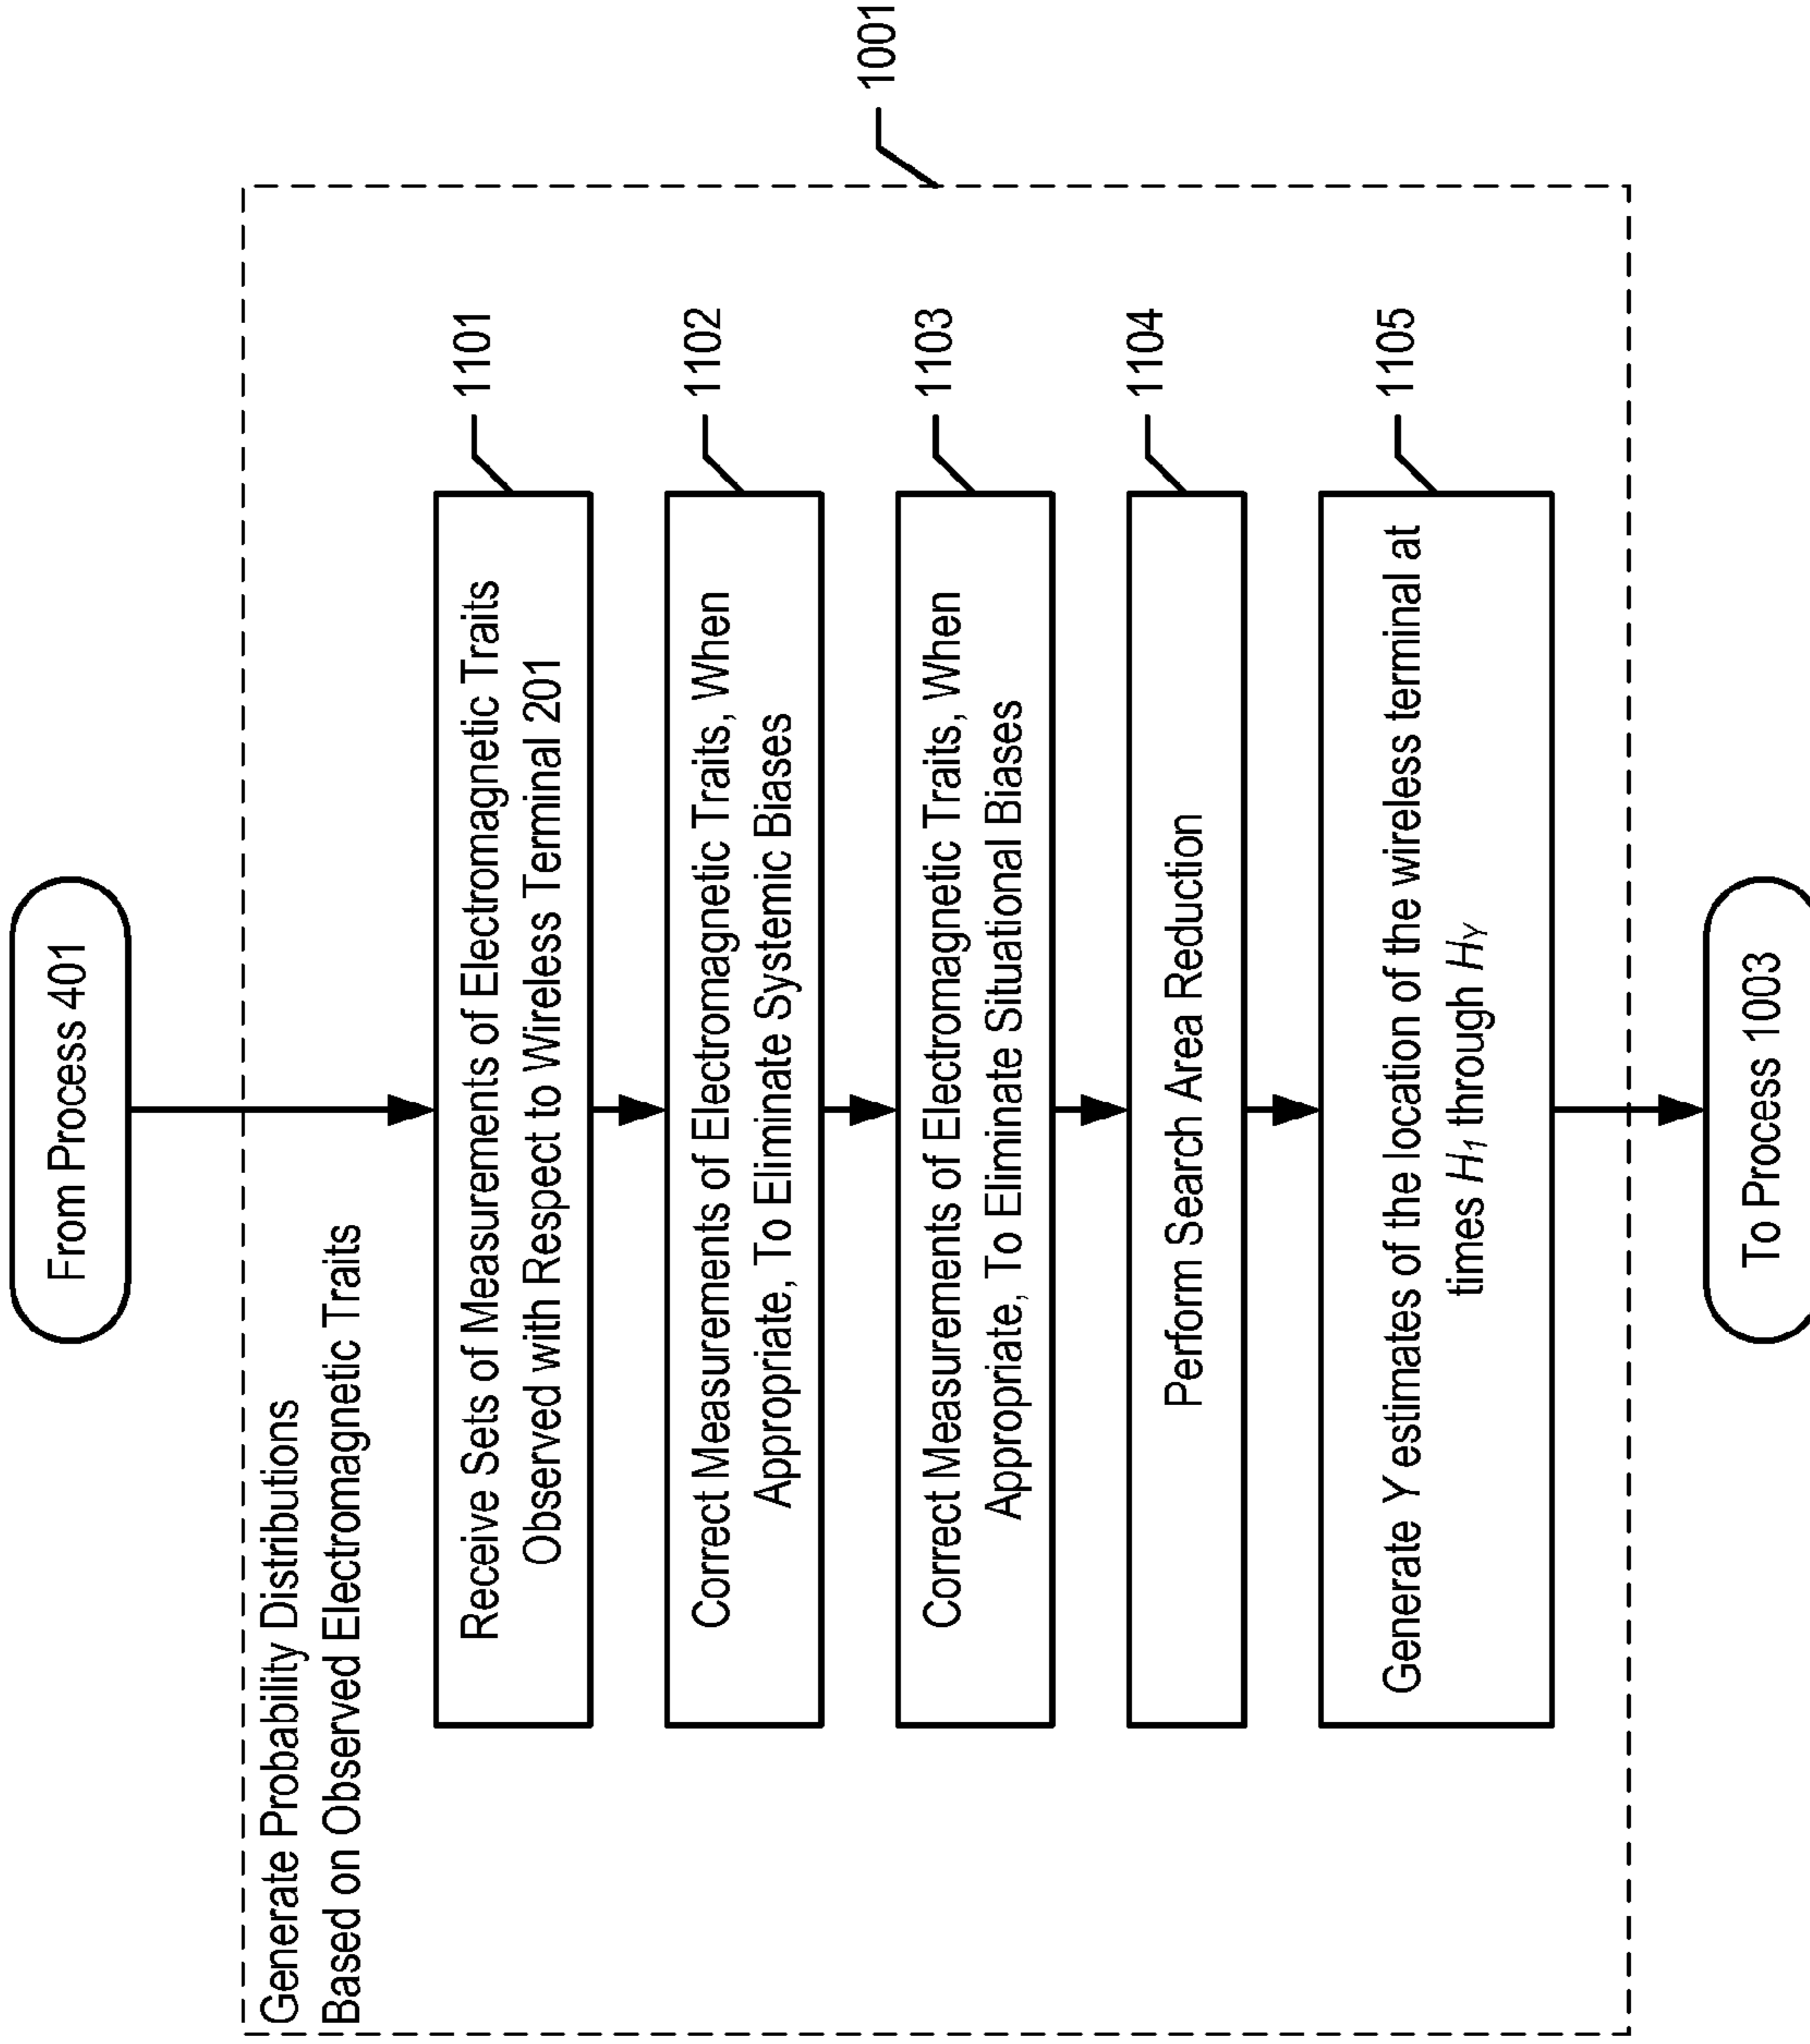 From Process 401
1001
Generate Probability Distributions
Based on Observed Electromagnetic Traits
1101
Receive Sets of Measurements of Electromagnetic Traits
Observed with Respect to Wireless Terminal 201
1102
Correct Measurements of Electromagnetic Traits, When
Appropriate, To Eliminate Systemic Biases
1103
Correct Measurements of Electromagnetic Traits, When
Appropriate, To Eliminate Situational Biases
1104
Perform Search Area Reduction
1105
Generate Y estimates of the location of the wireless terminal at
times H1 through HY
To Process 1003